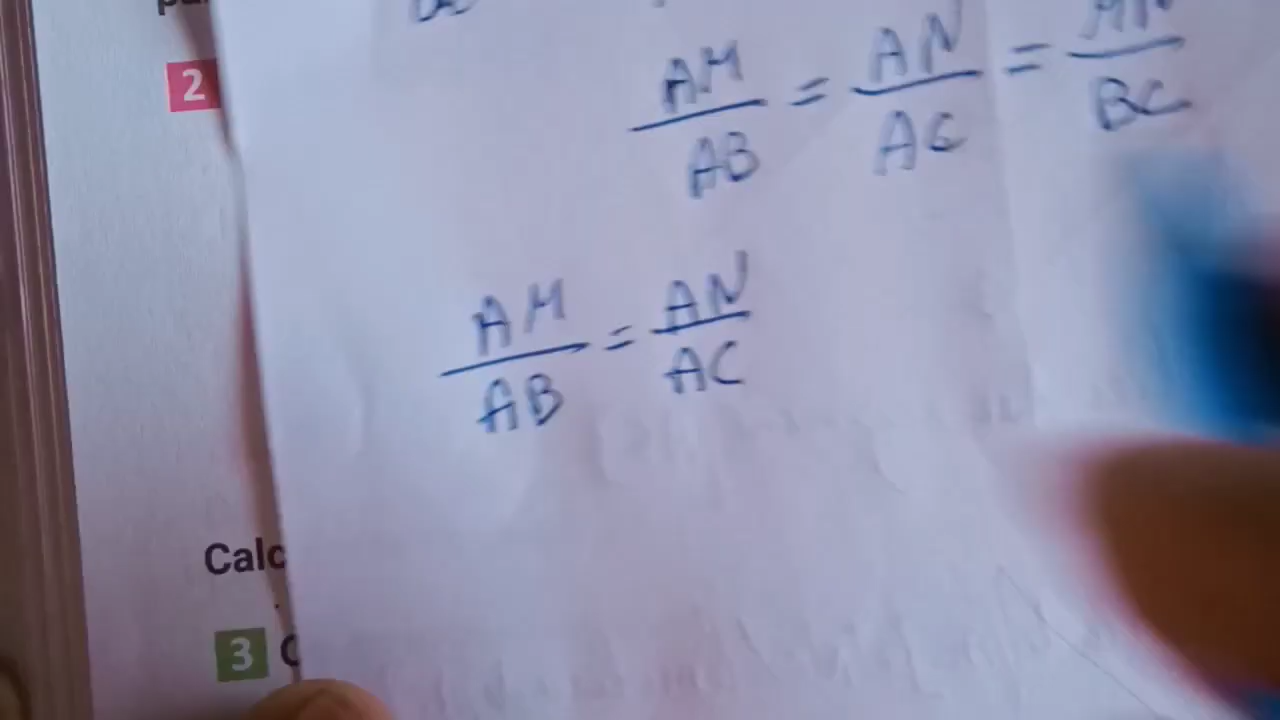 2
AM/AB = AN/AC = MN/BC
AM/AB = AN/AC
Calc
3